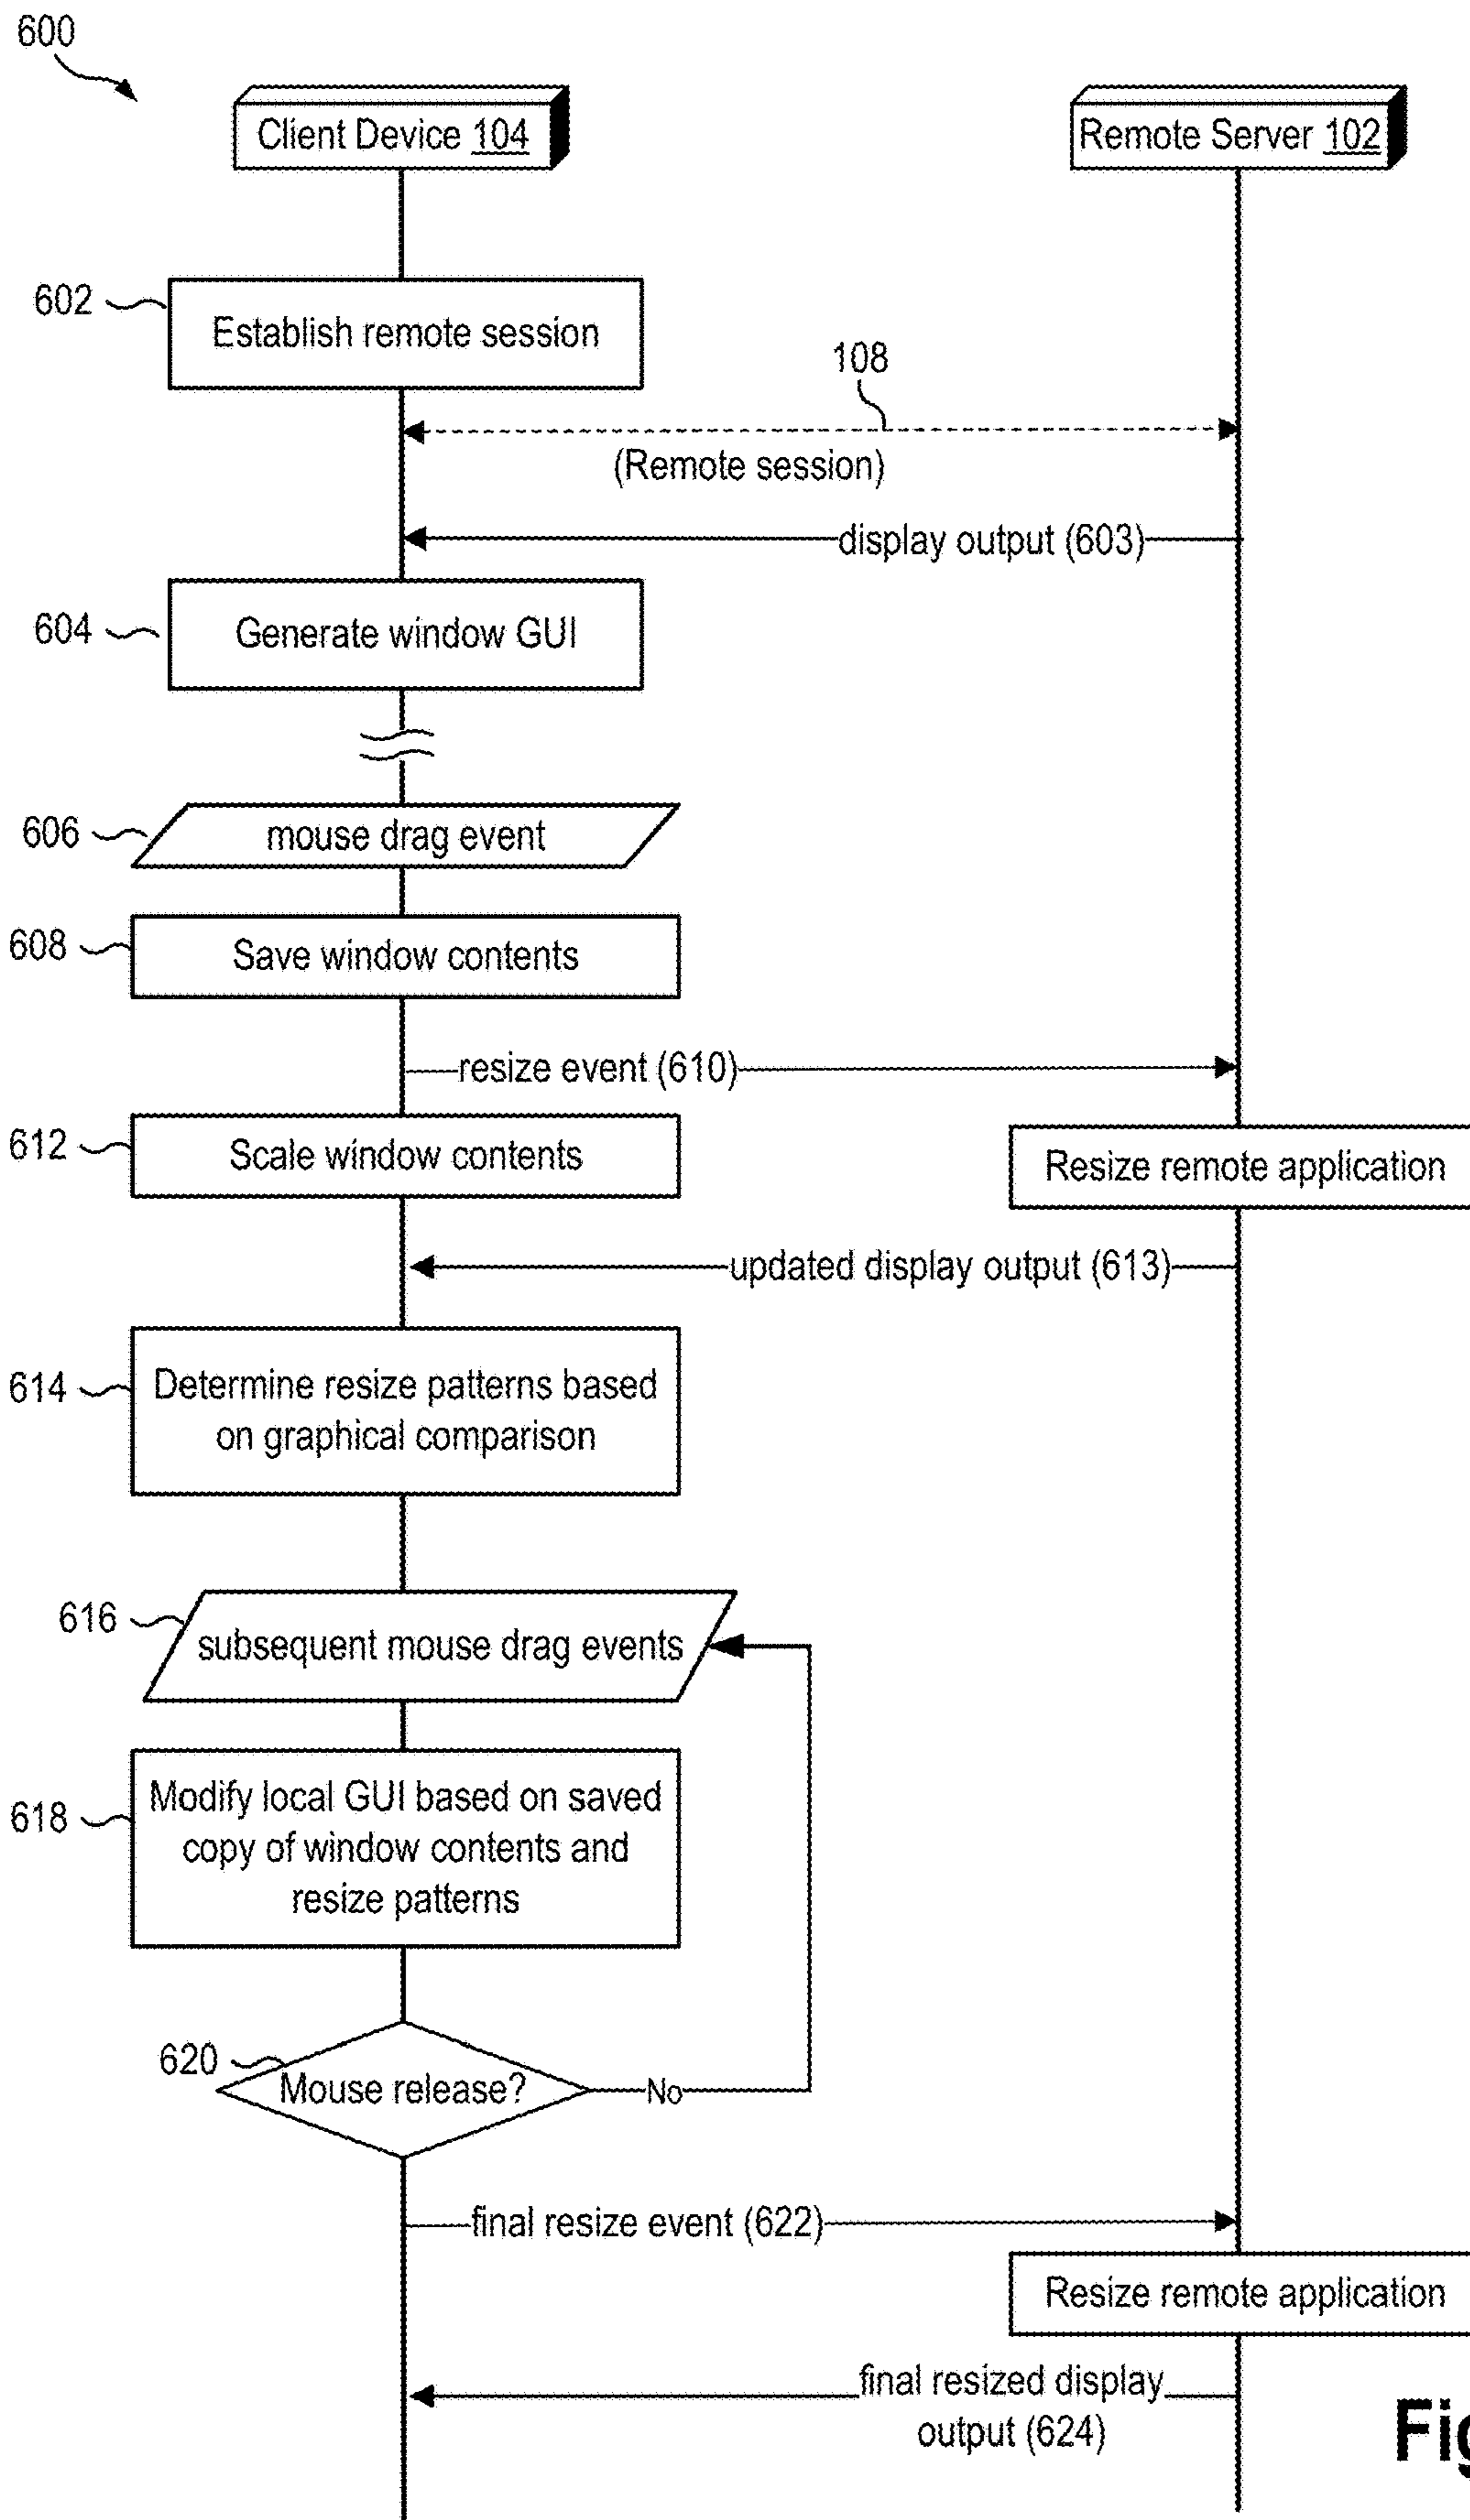 600
Client Device 104
Remote Server 102
602
Establish remote session
108
(Remote session)
display output (603)
604
Generate window GUI
606
mouse drag event
608
Save window contents
resize event (610)
612
Scale window contents
Resize remote application
updated display output (613)
614
Determine resize patterns based
on graphical comparison
616
subsequent mouse drag events
618
Modify local GUI based on saved
copy of window contents and
resize patterns
620
Mouse release?
No
final resize event (622)
Resize remote application
final resized display
output (624)